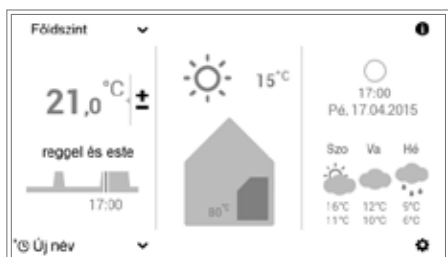 Földszint
21,0 °C
±
reggel és este
17:00
Új név
15°C
80°C
17:00
Pé, 17.04.2015
Szo Va Hé
16°C 12°C 9°C
11°C 10°C 6°C